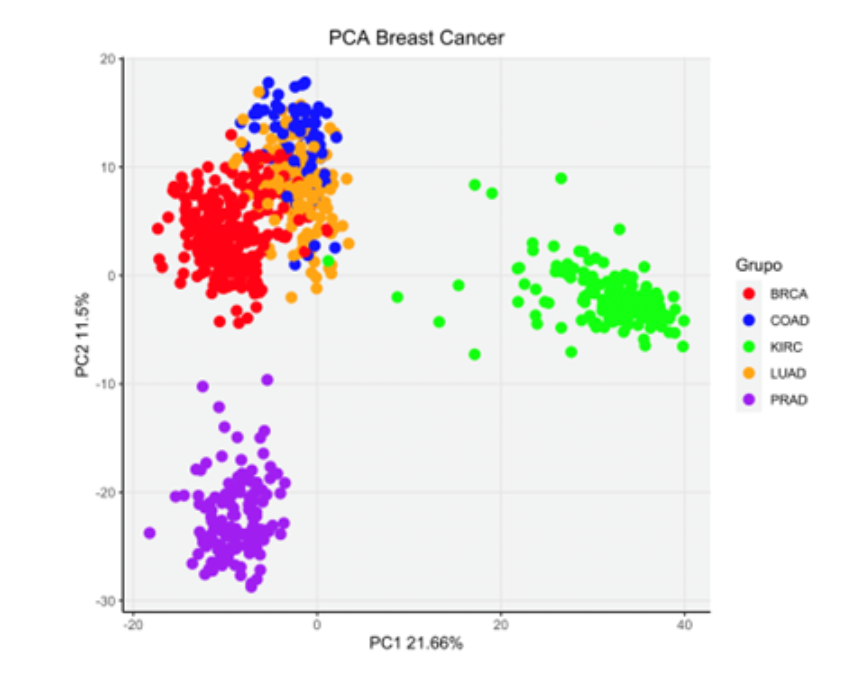 PCA Breast Cancer
20
10
0
-10
-20
-30
PC2 11.5%
-20 0 20 40
PC1 21.66%
Grupo
BRCA
COAD
KIRC
LUAD
PRAD